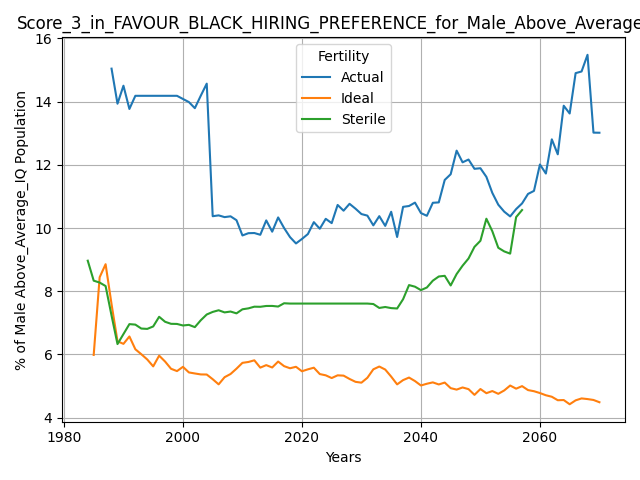 Score_3_in_FAVOUR_BLACK_HIRING_PREFERENCE_for_Male_Above_Average
Fertility
Actual
Ideal
Sterile
% of Male Above_Average_IQ Population
16
14
12
10
8
6
4
1980
2000
2020
2040
2060
Years